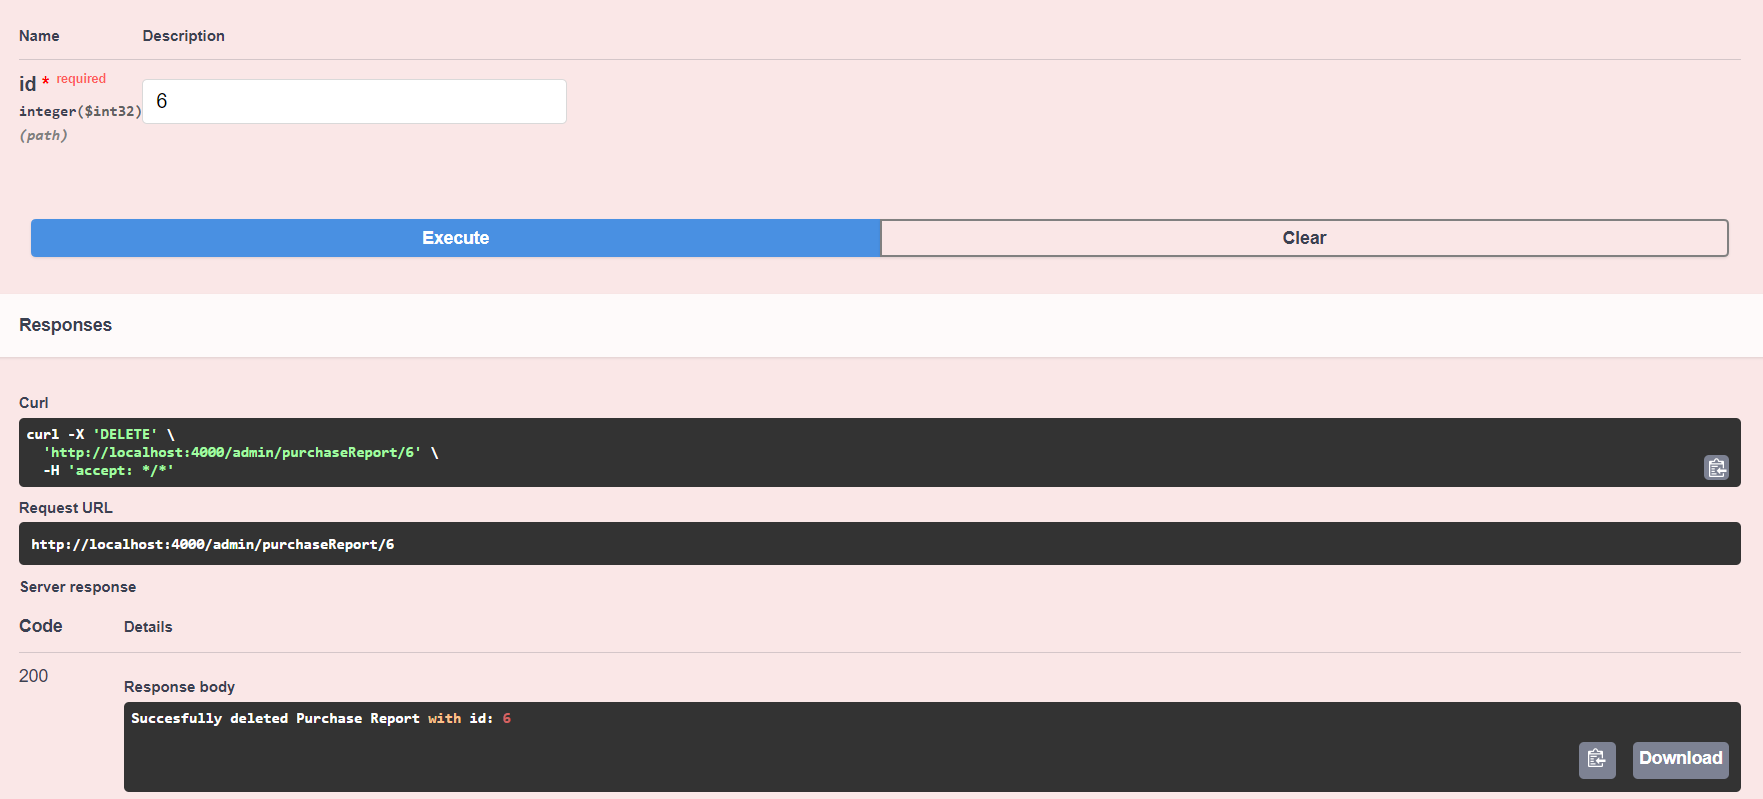 Name Description
id * required
integer($int32)
6
(path)
Execute Clear
Responses
Curl
curl -X 'DELETE' \
'http://localhost:4000/admin/purchaseReport/6' \
-H 'accept: */*'
Request URL
http://localhost:4000/admin/purchaseReport/6
Server response
Code Details
200
Response body
Succesfully deleted Purchase Report with id: 6
Download